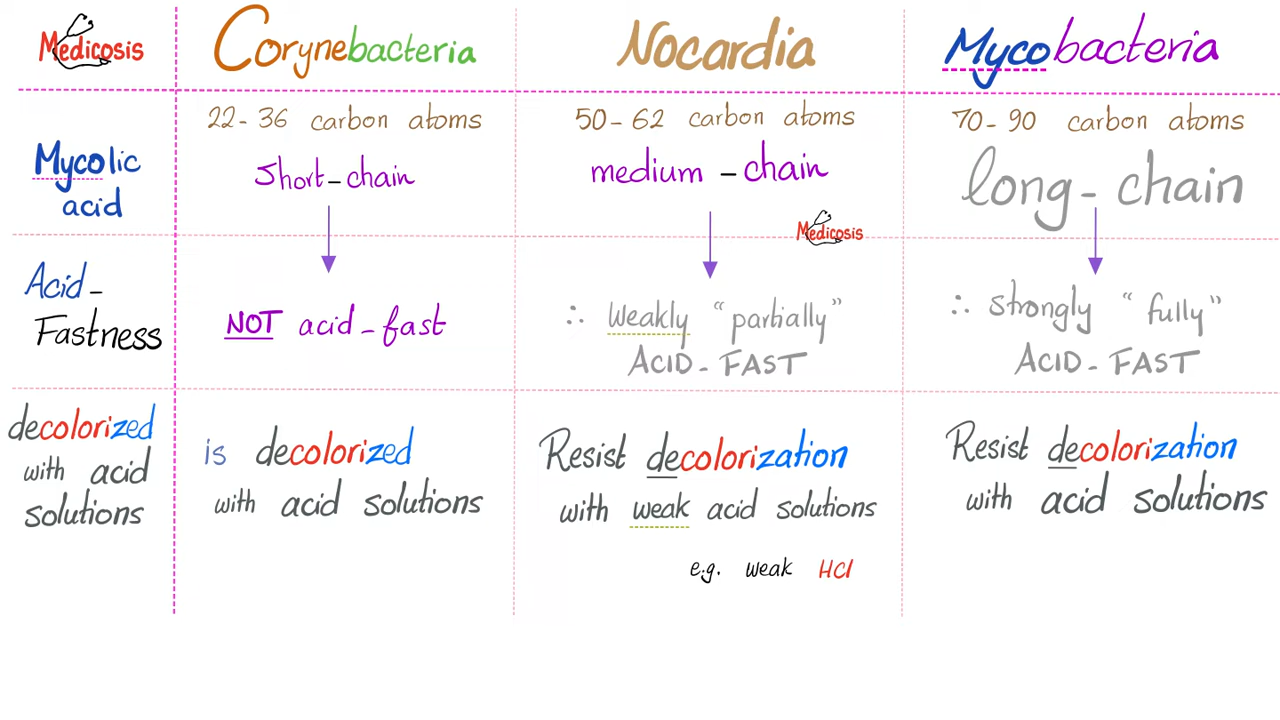 Medicosis
Corynebacteria
Nocardia
Mycobacteria
Mycolic
acid
22-36 carbon atoms
short-chain
50-62 carbon atoms
medium-chain
70-90 carbon atoms
long-chain
Medicosis
Acid-
Fastness
NOT acid-fast
∴ Weakly "partially"
ACID-FAST
∴ strongly "fully"
ACID-FAST
decolorized
with acid
solutions
is decolorized
with acid solutions
Resist decolorization
with weak acid solutions
e.g. weak HCl
Resist decolorization
with acid solutions